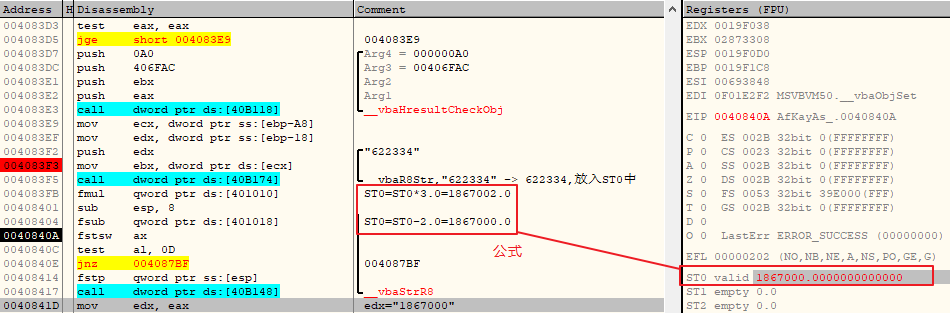 Address H Disassembly Comment Registers (FPU)
004083D3 test eax, eax EDX 0019F038
004083D5 jge short 004083E9 004083E9 EBX 02873308
004083D7 push 0A0 Arg4 = 000000A0 ESP 0019F0D0
004083DC push 406FAC Arg3 = 00406FAC EBP 0019F1C8
004083E1 push ebx Arg2 ESI 00693848
004083E2 push eax Arg1 EDI 0F01E2F2 MSVBVM50.__vbaObjSet
004083E3 call dword ptr ds:[40B118] __vbaHresultCheckObj
004083E9 mov ecx, dword ptr ss:[ebp-A8] EIP 0040840A AfKayAs_.0040840A
004083EF mov edx, dword ptr ss:[ebp-18] C 0 ES 002B 32bit 0(FFFFFFFF)
004083F2 push edx "622334" P 0 CS 0023 32bit 0(FFFFFFFF)
004083F3 mov ebx, dword ptr ds:[ecx] A 0 SS 002B 32bit 0(FFFFFFFF)
004083F5 call dword ptr ds:[40B174] __vbaR8Str,"622334" -> 622334,放入ST0中 Z 0 DS 002B 32bit 0(FFFFFFFF)
004083FB fmul qword ptr ds:[401010] ST0=ST0*3.0=1867002.0 S 0 FS 0053 32bit 39E000(FFF)
00408401 sub esp, 8 T 0 GS 002B 32bit 0(FFFFFFFF)
00408404 fsub qword ptr ds:[401018] ST0=ST0-2.0=1867000.0 D 0
0040840A fstsw ax O 0 LastErr ERROR_SUCCESS (00000000)
0040840C test al, 0D
公式
0040840E jnz 004087BF 004087BF EFL 00000202 (NO,NB,NE,A,NS,PO,GE,G)
00408414 fstp qword ptr ss:[esp] ST0 valid 1867000.0000000000000
00408417 call dword ptr ds:[40B148] __vbaStrR8 ST1 empty 0.0
0040841D mov edx, eax edx="1867000" ST2 empty 0.0